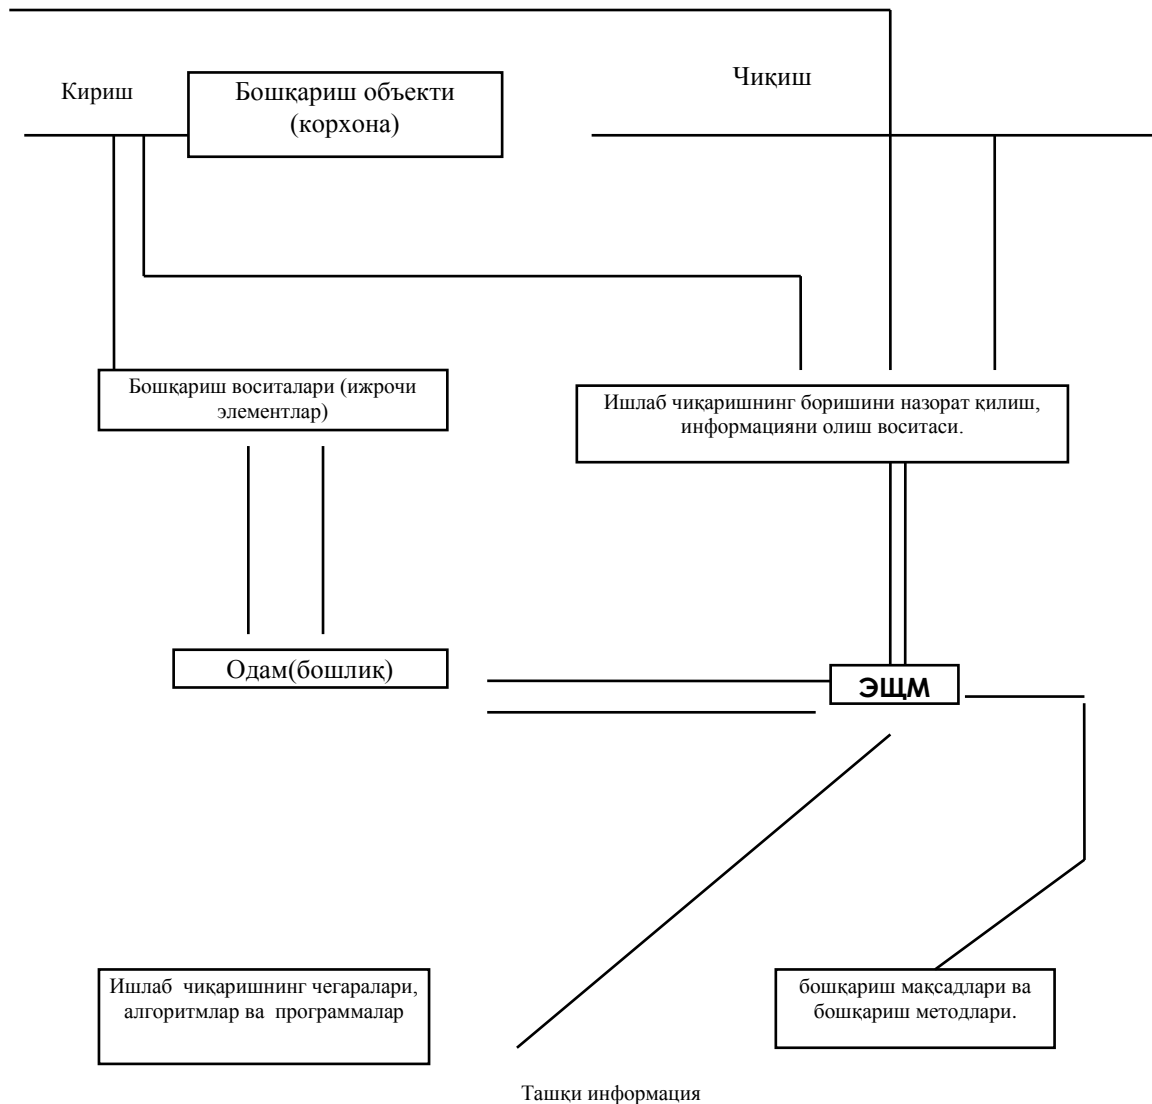 Кириш
Бошқариш объекти
(корхона)
Чиқиш
Бошқариш воситалари (ижрочи
элементлар)
Ишлаб чиқаришнинг боришини назорат қилиш,
информацияни олиш воситаси.
Одам(бошлиқ)
ЭЩМ
Ишлаб чиқаришнинг чегаралари,
алгоритмлар ва программалар
бошқариш мақсадлари ва
бошқариш методлари.
Ташқи информация